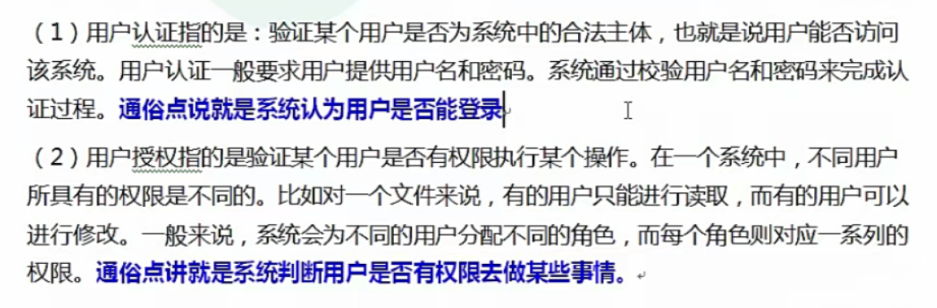 （1）用户认证指的是：验证某个用户是否为系统中的合法主体，也就是说用户能否访问
该系统。用户认证一般要求用户提供用户名和密码。系统通过校验用户名和密码来完成认
证过程。通俗点说就是系统认为用户是否能登录
（2）用户授权指的是验证某个用户是否有权限执行某个操作。在一个系统中，不同用户
所具有的权限是不同的。比如对一个文件来说，有的用户只能进行读取，而有的用户可以
进行修改。一般来说，系统会为不同的用户分配不同的角色，而每个角色则对应一系列的
权限。通俗点讲就是系统判断用户是否有权限去做某些事情。